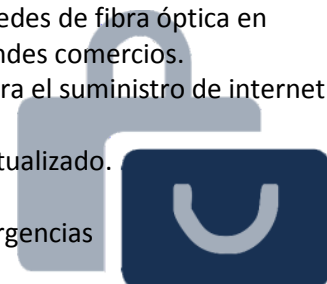 edes de fibra óptica en
ndes comercios.
ra el suministro de internet
tualizado.
rgencias